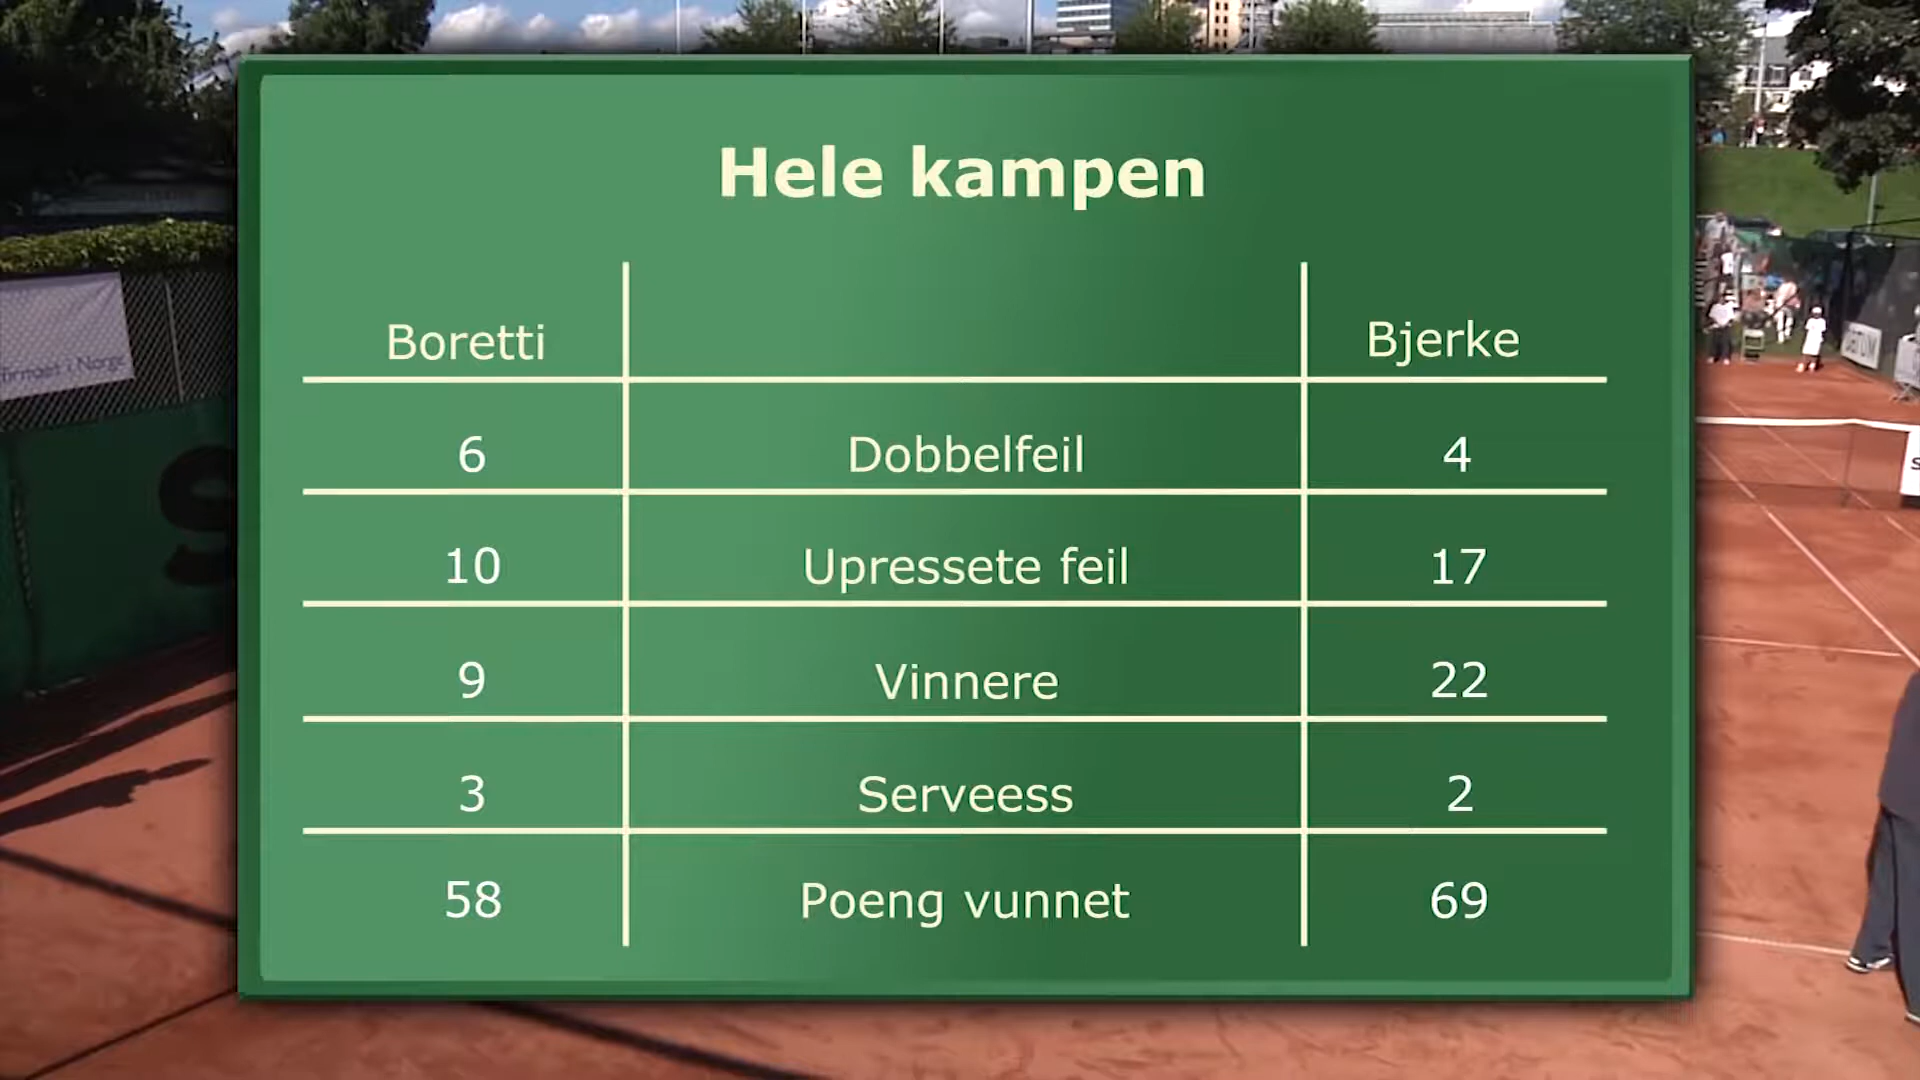 Hele kampen
Boretti Bjerke
6 Dobbelfeil 4
10 Upressete feil 17
9 Vinnere 22
3 Serveess 2
58 Poeng vunnet 69